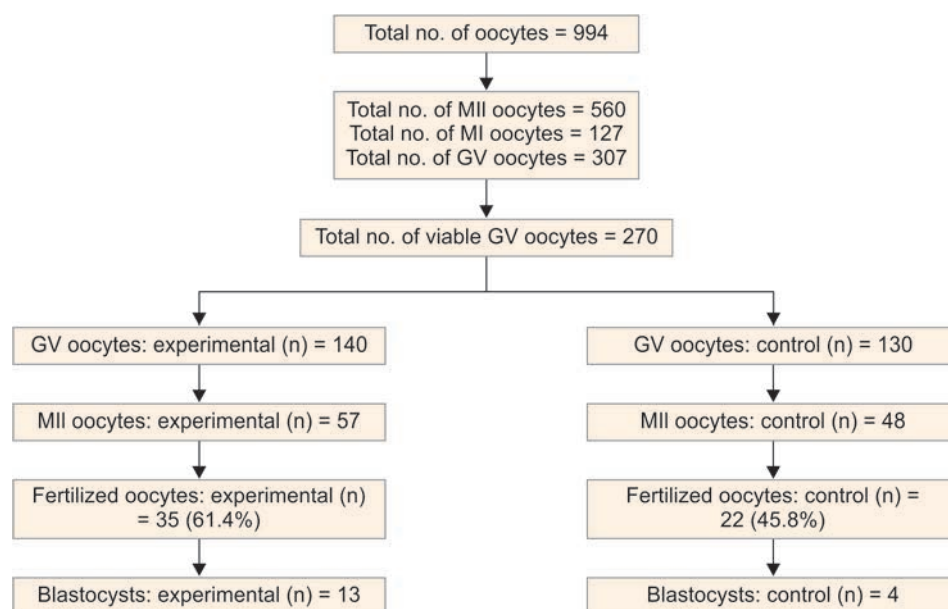 Total no. of oocytes = 994
Total no. of MII oocytes = 560
Total no. of MI oocytes = 127
Total no. of GV oocytes = 307
Total no. of viable GV oocytes = 270
GV oocytes: experimental (n) = 140
GV oocytes: control (n) = 130
MII oocytes: experimental (n) = 57
MII oocytes: control (n) = 48
Fertilized oocytes: experimental (n)
= 35 (61.4%)
Fertilized oocytes: control (n) =
22 (45.8%)
Blastocysts: experimental (n) = 13
Blastocysts: control (n) = 4